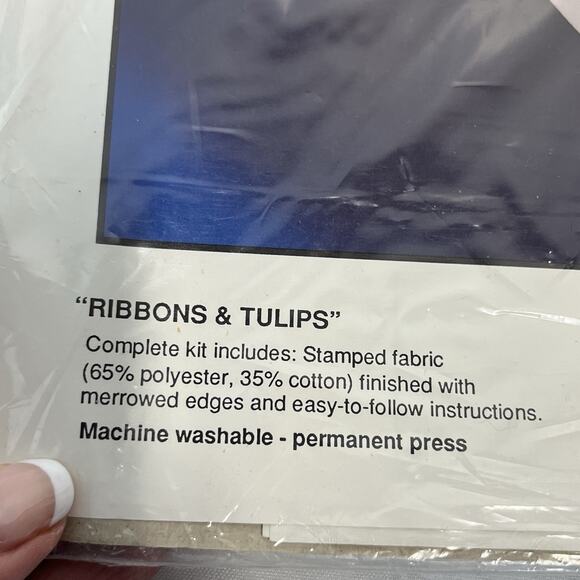 “RIBBONS & TULIPS”
Complete kit includes: Stamped fabric
(65% polyester, 35% cotton) finished with
merrowed edges and easy-to-follow instructions.
Machine washable - permanent press